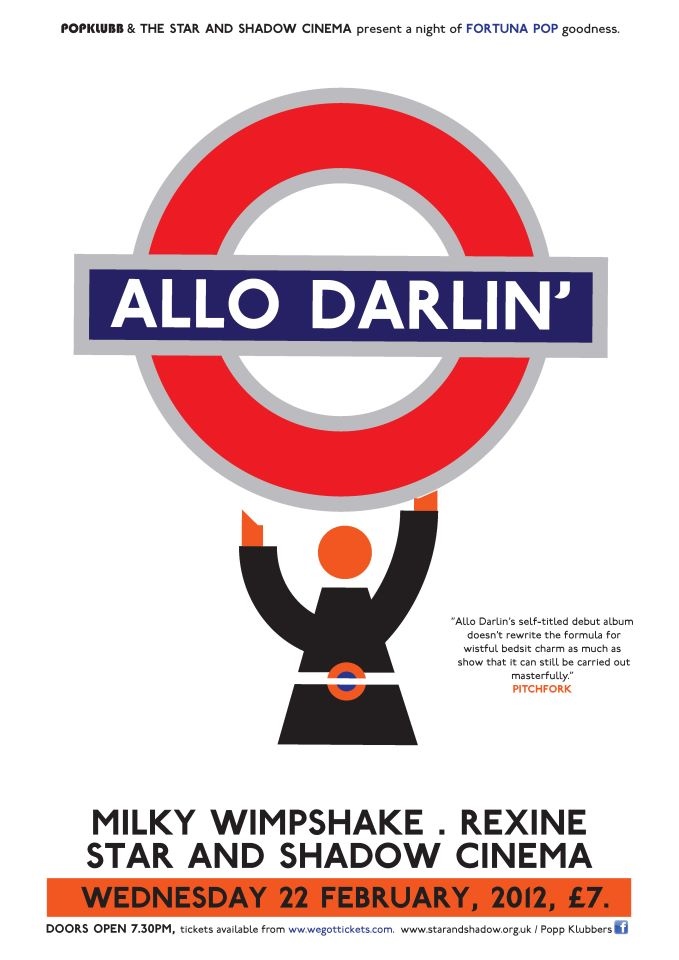 POPKLUBB & THE STAR AND SHADOW CINEMA present a night of FORTUNA POP goodness.
ALLO DARLIN'
"Allo Darlin's self-titled debut album
doesn't rewrite the formula for
wistful bedsit charm as much as
show that it can still be carried out
masterfully."
PITCHFORK
MILKY WIMPSHAKE . REXINE
STAR AND SHADOW CINEMA
WEDNESDAY 22 FEBRUARY, 2012, £7.
DOORS OPEN 7.30PM, tickets available from ww.wegottickets.com. www.starandshadow.org.uk / Popp Klubbers f